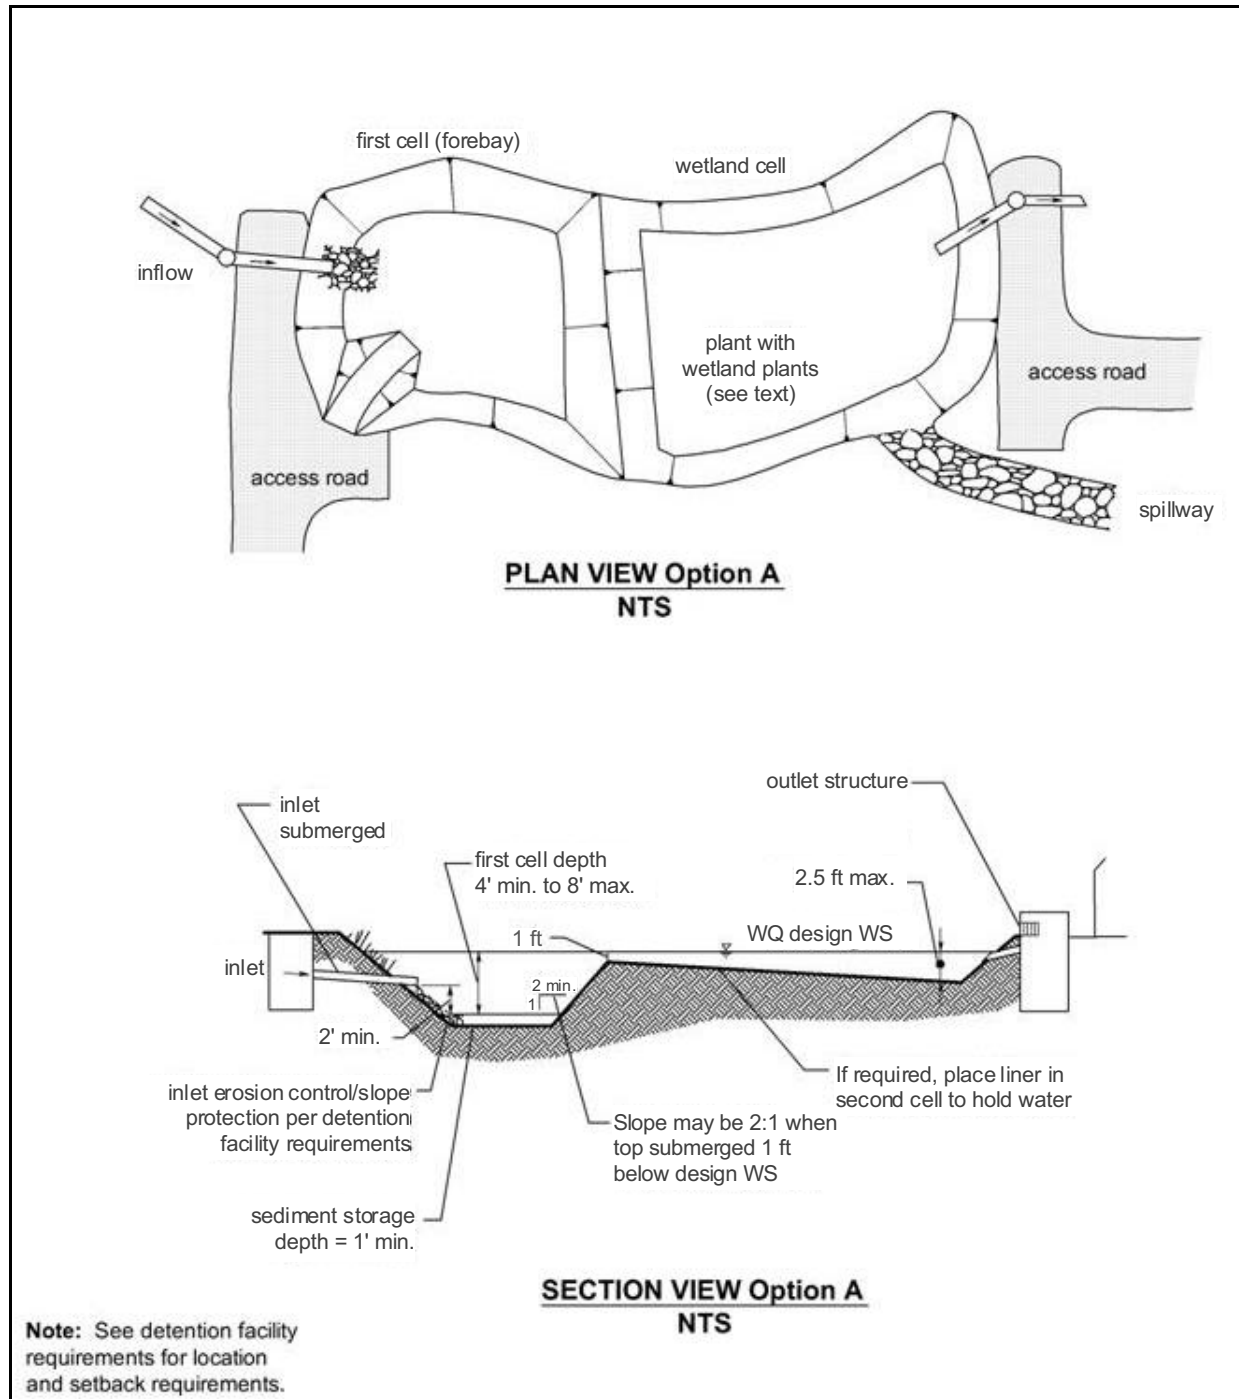 first cell (forebay)
wetland cell
inflow
plant with
wetland plants
(see text)
access road
access road
spillway
PLAN VIEW Option A
NTS
outlet structure
inlet
submerged
first cell depth
4' min. to 8' max.
2.5 ft max.
1 ft
WQ design WS
inlet
2 min.
1
2' min.
If required, place liner in
second cell to hold water
inlet erosion control/slope
protection per detention
facility requirements
Slope may be 2:1 when
top submerged 1 ft
below design WS
sediment storage
depth = 1' min.
SECTION VIEW Option A
NTS
Note: See detention facility
requirements for location
and setback requirements.